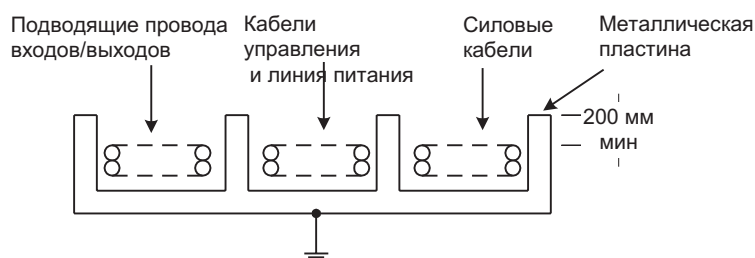 Подводящие провода
входов/выходов
Кабели
управления
и линия питания
Силовые
кабели
Металлическая
пластина
200 мм
мин